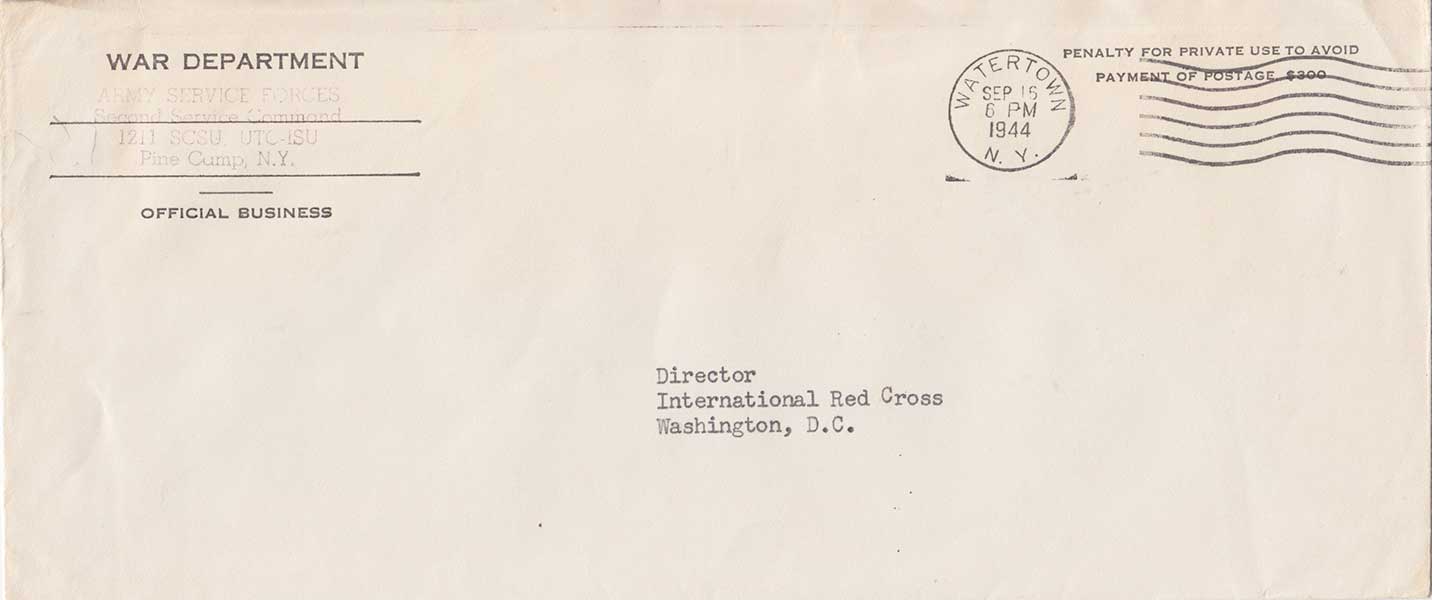 WAR DEPARTMENT
ARMY SERVICE FORCES
Second Service Command
1211 SCSU, UTC-ISU
Pine Camp, N.Y.
OFFICIAL BUSINESS
WATERTOWN
SEP 16
6 PM
1944
N. Y.
PENALTY FOR PRIVATE USE TO AVOID
PAYMENT OF POSTAGE, $300
Director
International Red Cross
Washington, D.C.